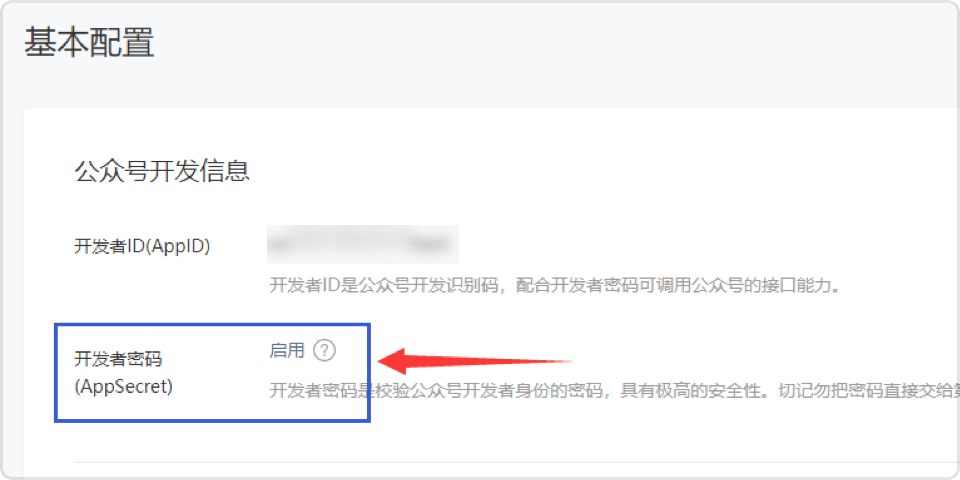 基本配置
公众号开发信息
开发者ID(AppID)
开发者ID是公众号开发识别码，配合开发者密码可调用公众号的接口能力。
开发者密码
(AppSecret)
启用 ?
开发者密码是校验公众号开发者身份的密码，具有极高的安全性。切记勿把密码直接交给